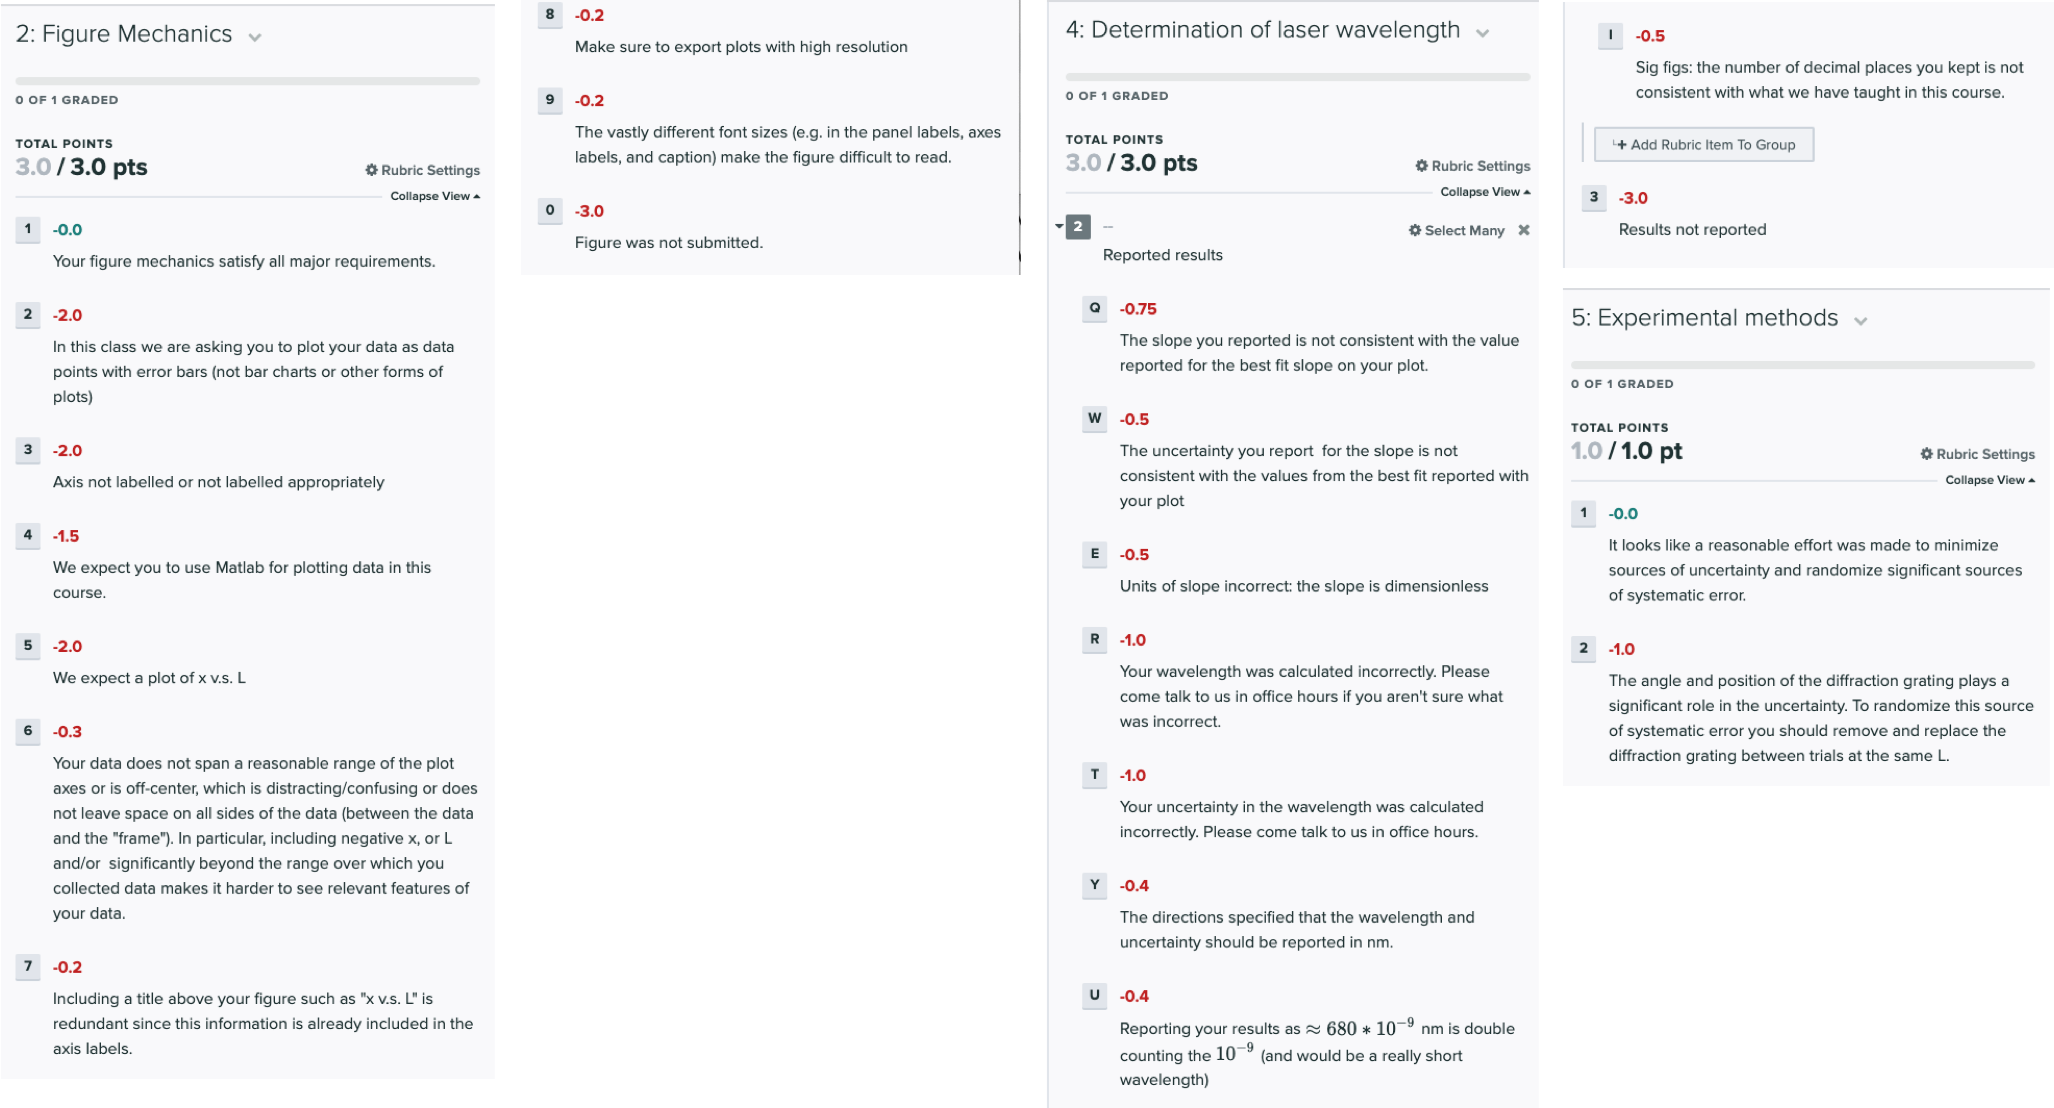 2: Figure Mechanics
0 OF 1 GRADED
TOTAL POINTS
3.0 / 3.0 pts
Rubric Settings
Collapse View
1 -0.0
Your figure mechanics satisfy all major requirements.
2 -2.0
In this class we are asking you to plot your data as data
points with error bars (not bar charts or other forms of
plots)
3 -2.0
Axis not labelled or not labelled appropriately
4 -1.5
We expect you to use Matlab for plotting data in this
course.
5 -2.0
We expect a plot of x v.s. L
6 -0.3
Your data does not span a reasonable range of the plot
axes or is off-center, which is distracting/confusing or does
not leave space on all sides of the data (between the data
and the "frame"). In particular, including negative x, or L
and/or significantly beyond the range over which you
collected data makes it harder to see relevant features of
your data.
7 -0.2
Including a title above your figure such as "x v.s. L" is
redundant since this information is already included in the
axis labels.
8 -0.2
Make sure to export plots with high resolution
9 -0.2
The vastly different font sizes (e.g. in the panel labels, axes
labels, and caption) make the figure difficult to read.
0 -3.0
Figure was not submitted.
4: Determination of laser wavelength
0 OF 1 GRADED
TOTAL POINTS
3.0 / 3.0 pts
Rubric Settings
Collapse View
2 --
Select Many
Reported results
Q -0.75
The slope you reported is not consistent with the value
reported for the best fit slope on your plot.
W -0.5
The uncertainty you report for the slope is not
consistent with the values from the best fit reported with
your plot
E -0.5
Units of slope incorrect: the slope is dimensionless
R -1.0
Your wavelength was calculated incorrectly. Please
come talk to us in office hours if you aren't sure what
was incorrect.
T -1.0
Your uncertainty in the wavelength was calculated
incorrectly. Please come talk to us in office hours.
Y -0.4
The directions specified that the wavelength and
uncertainty should be reported in nm.
U -0.4
Reporting your results as ≈ 680 * 10⁻⁹ nm is double
counting the 10⁻⁹ (and would be a really short
wavelength)
I -0.5
Sig figs: the number of decimal places you kept is not
consistent with what we have taught in this course.
Add Rubric Item To Group
3 -3.0
Results not reported
5: Experimental methods
0 OF 1 GRADED
TOTAL POINTS
1.0 / 1.0 pt
Rubric Settings
Collapse View
1 -0.0
It looks like a reasonable effort was made to minimize
sources of uncertainty and randomize significant sources
of systematic error.
2 -1.0
The angle and position of the diffraction grating plays a
significant role in the uncertainty. To randomize this source
of systematic error you should remove and replace the
diffraction grating between trials at the same L.